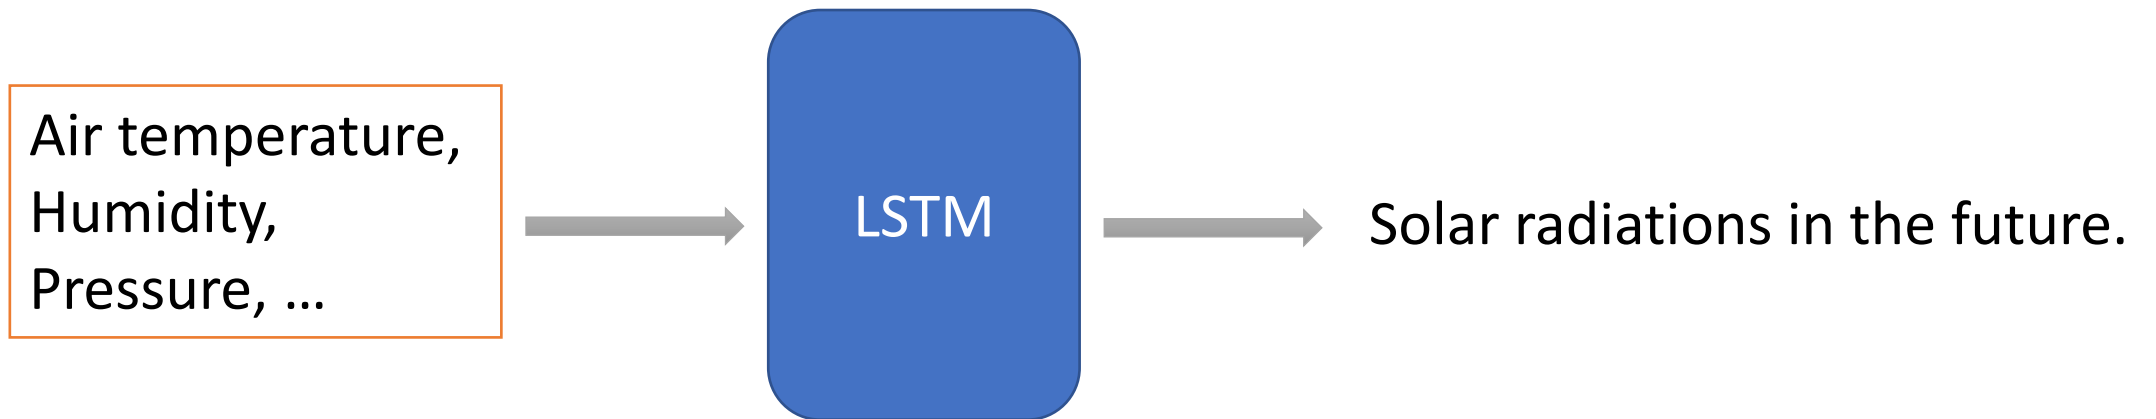 Air temperature,
Humidity,
Pressure, ...
LSTM
Solar radiations in the future.